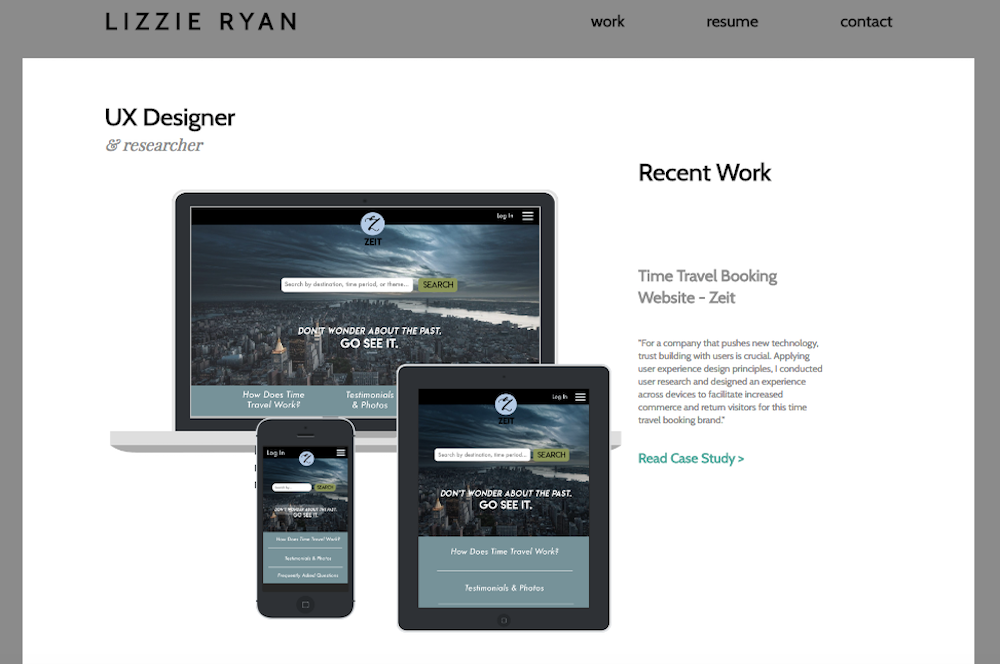 LIZZIE RYAN
work
resume
contact
UX Designer
& researcher
Recent Work
Log In
ZEIT
Search by destination, time period, or theme...
SEARCH
DON'T WONDER ABOUT THE PAST.
GO SEE IT.
How Does Time
Travel Work?
Testimonials
& Photos
Log In
ZEIT
Search by destination, time period...
SEARCH
DON'T WONDER ABOUT THE PAST.
GO SEE IT.
How Does Time Travel Work?
Testimonials & Photos
Log In
SEARCH
DON'T WONDER ABOUT THE PAST.
GO SEE IT.
How Does Time Travel Work?
Testimonials & Photos
Frequently Asked Questions
Time Travel Booking
Website - Zeit
"For a company that pushes new technology,
trust building with users is crucial. Applying
user experience design principles, I conducted
user research and designed an experience
across devices to facilitate increased
commerce and return visitors for this time
travel booking brand."
Read Case Study >